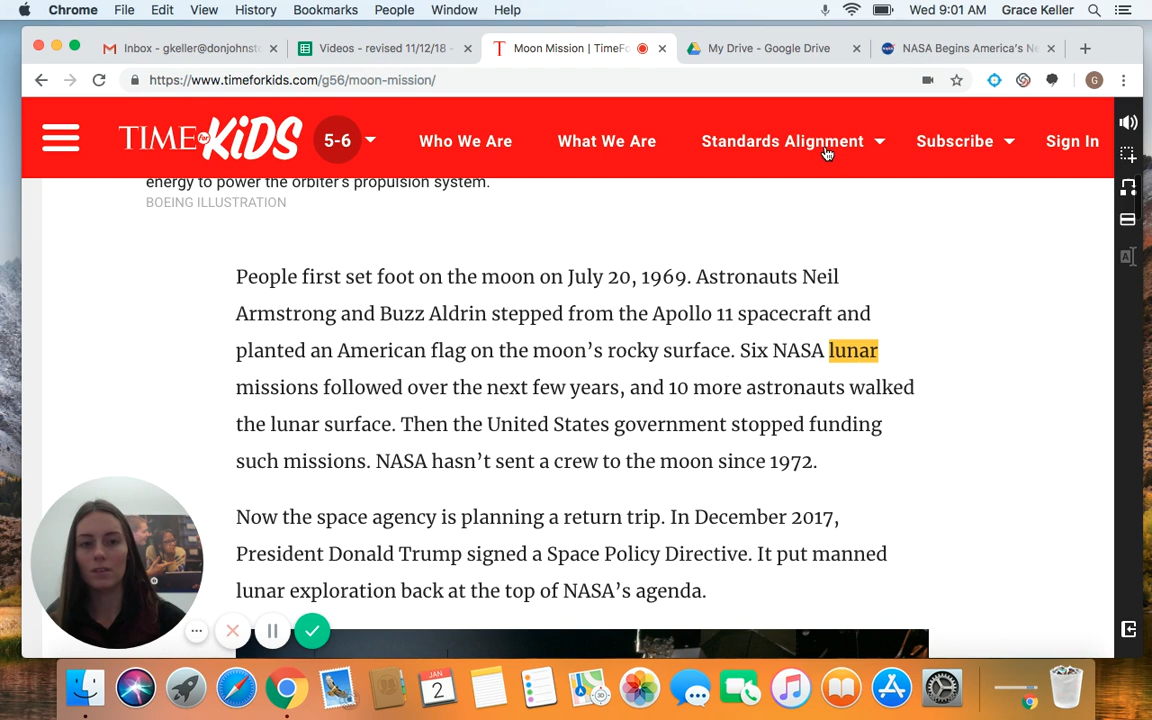 Chrome File Edit View History Bookmarks People Window Help Wed 9:01 AM Grace Keller
Inbox - gkeller@donjohnst
Videos - revised 11/12/18 -
T Moon Mission | TimeFo
My Drive - Google Drive
NASA Begins America's Ne
https://www.timeforkids.com/g56/moon-mission/
G
TIME for KiDS 5-6 Who We Are What We Are Standards Alignment Subscribe Sign In
energy to power the orbiter's propulsion system.
BOEING ILLUSTRATION
People first set foot on the moon on July 20, 1969. Astronauts Neil
Armstrong and Buzz Aldrin stepped from the Apollo 11 spacecraft and
planted an American flag on the moon's rocky surface. Six NASA lunar
missions followed over the next few years, and 10 more astronauts walked
the lunar surface. Then the United States government stopped funding
such missions. NASA hasn't sent a crew to the moon since 1972.
Now the space agency is planning a return trip. In December 2017,
President Donald Trump signed a Space Policy Directive. It put manned
lunar exploration back at the top of NASA's agenda.
JAN
2